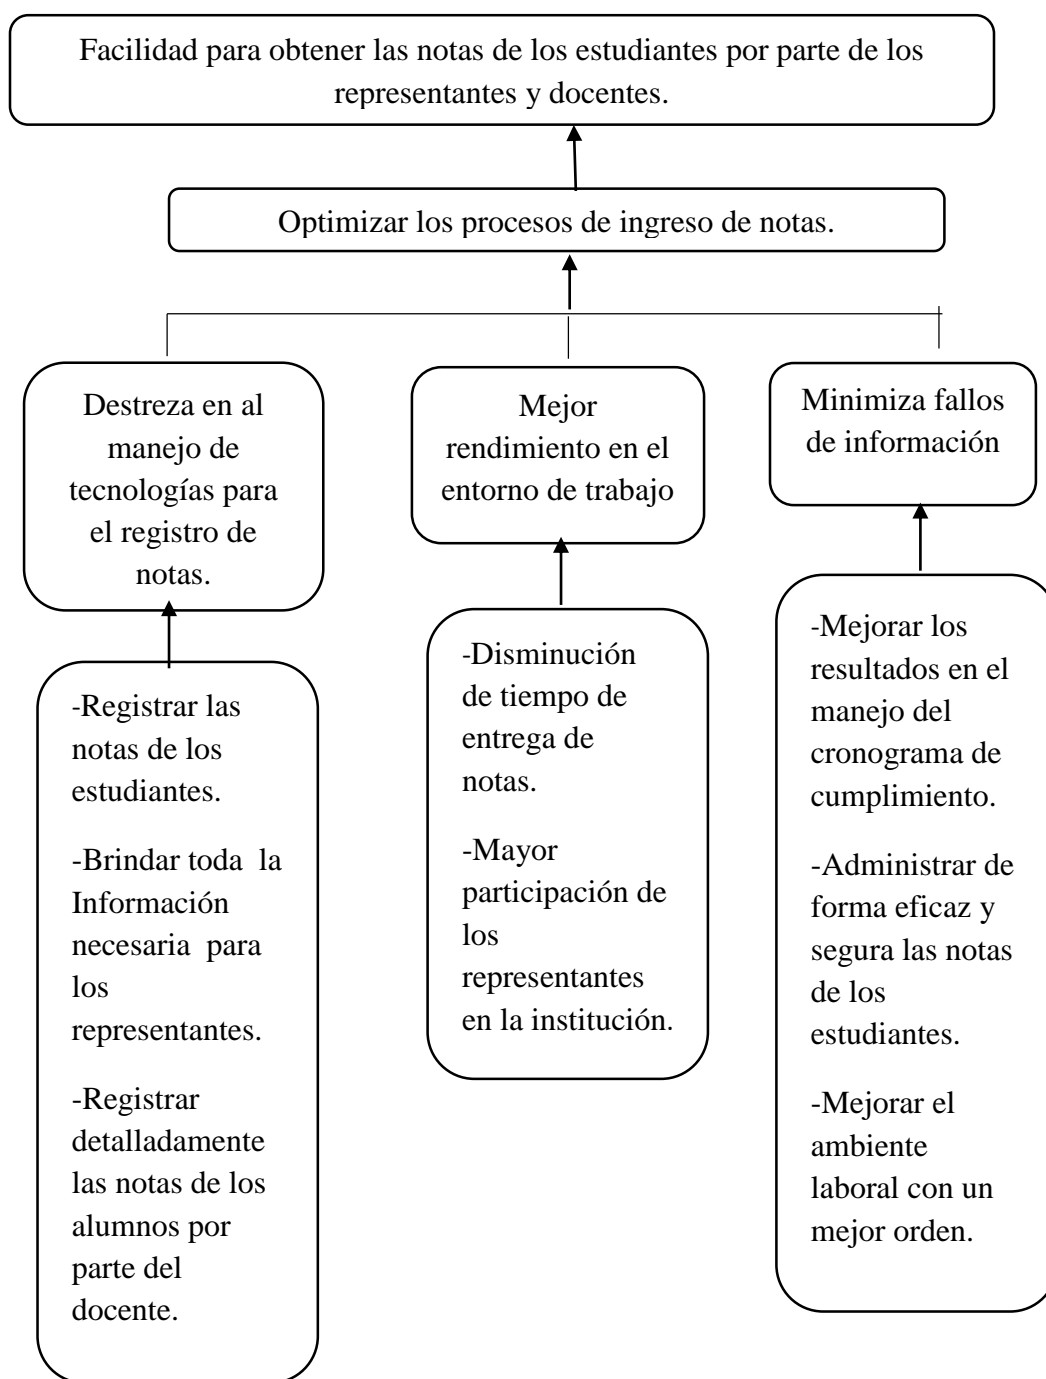 Facilidad para obtener las notas de los estudiantes por parte de los
representantes y docentes.
Optimizar los procesos de ingreso de notas.
Destreza en al
manejo de
tecnologías para
el registro de
notas.
Mejor
rendimiento en el
entorno de trabajo
Minimiza fallos
de información
-Registrar las
notas de los
estudiantes.
-Brindar toda  la
Información
necesaria  para
los
representantes.
-Registrar
detalladamente
las notas de los
alumnos por
parte del
docente.
-Disminución
de tiempo de
entrega de
notas.
-Mayor
participación de
los
representantes
en la institución.
-Mejorar los
resultados en el
manejo del
cronograma de
cumplimiento.
-Administrar de
forma eficaz y
segura las notas
de los
estudiantes.
-Mejorar el
ambiente
laboral con un
mejor orden.